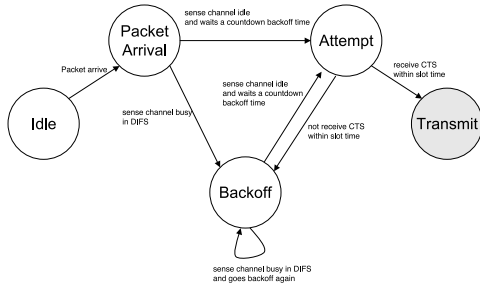 sense channel idle
and waits a countdown backoff time
Packet
Arrival
Attempt
Packet arrive
sense channel idle
and waits a countdown
backoff time
receive CTS
within slot time
Idle
sense channel busy
in DIFS
not receive CTS
within slot time
Transmit
Backoff
sense channel busy in DIFS
and goes backoff again